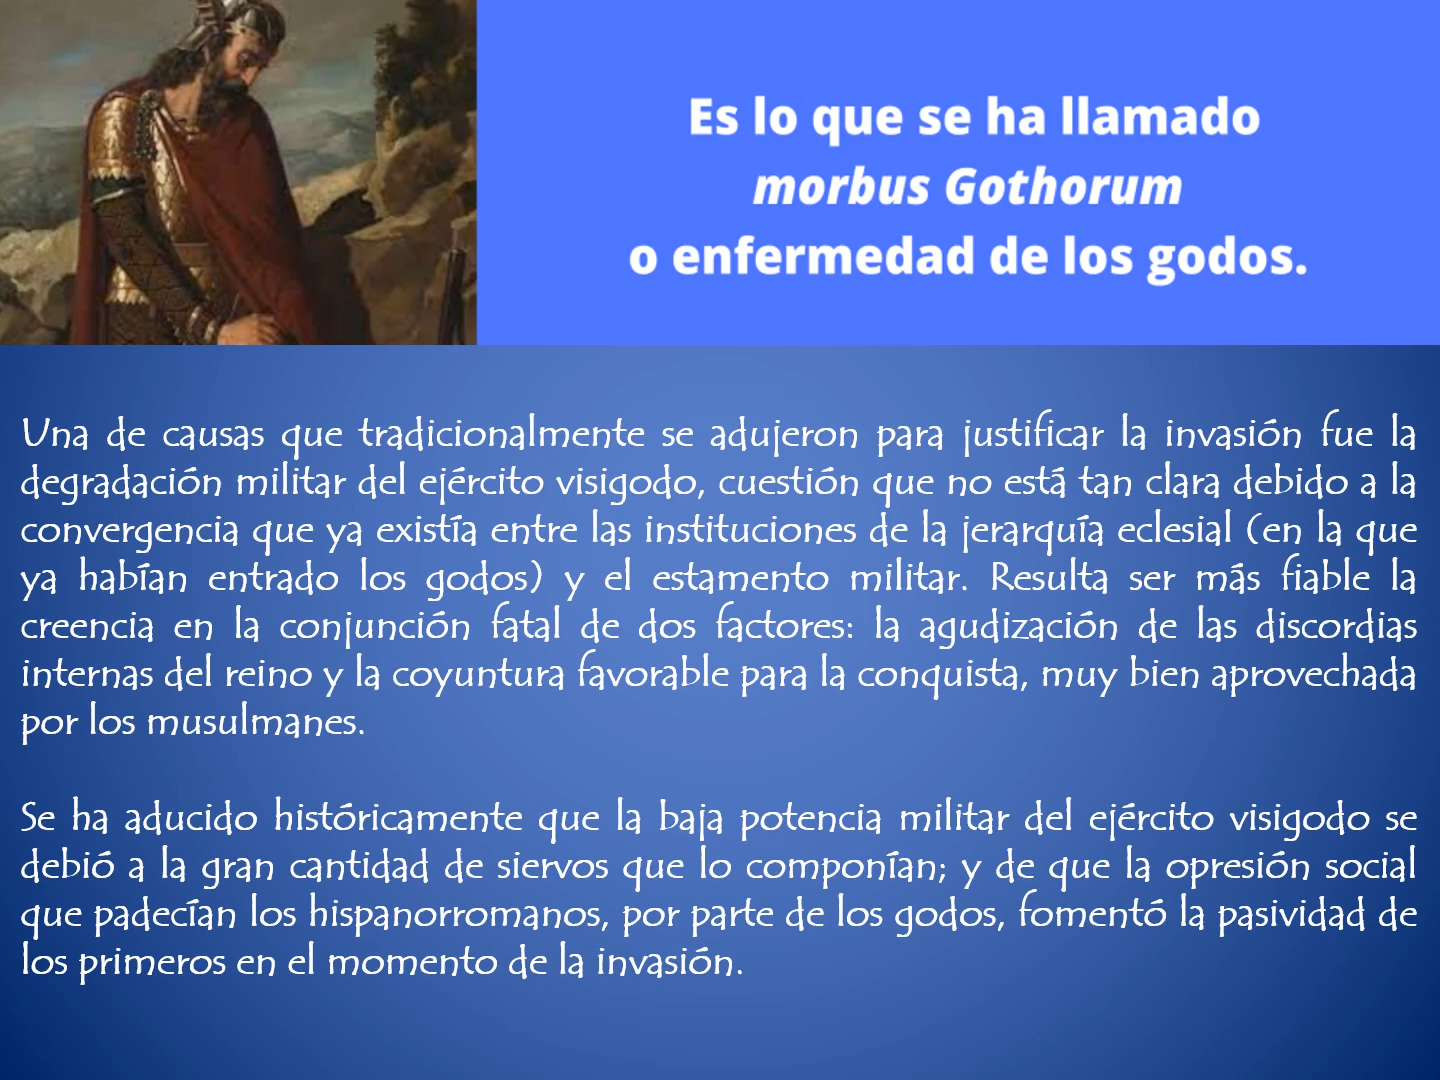 Es lo que se ha llamado
morbus Gothorum
o enfermedad de los godos.
Una de causas que tradicionalmente se adujeron para justificar la invasión fue la
degradación militar del ejército visigodo, cuestión que no está tan clara debido a la
convergencia que ya existía entre las instituciones de la jerarquía eclesial (en la que
ya habían entrado los godos) y el estamento militar. Resulta ser más fiable la
creencia en la conjunción fatal de dos factores: la agudización de las discordias
internas del reino y la coyuntura favorable para la conquista, muy bien aprovechada
por los musulmanes.
Se ha aducido históricamente que la baja potencia militar del ejército visigodo se
debió a la gran cantidad de siervos que lo componían; y de que la opresión social
que padecían los hispanorromanos, por parte de los godos, fomentó la pasividad de
los primeros en el momento de la invasión.